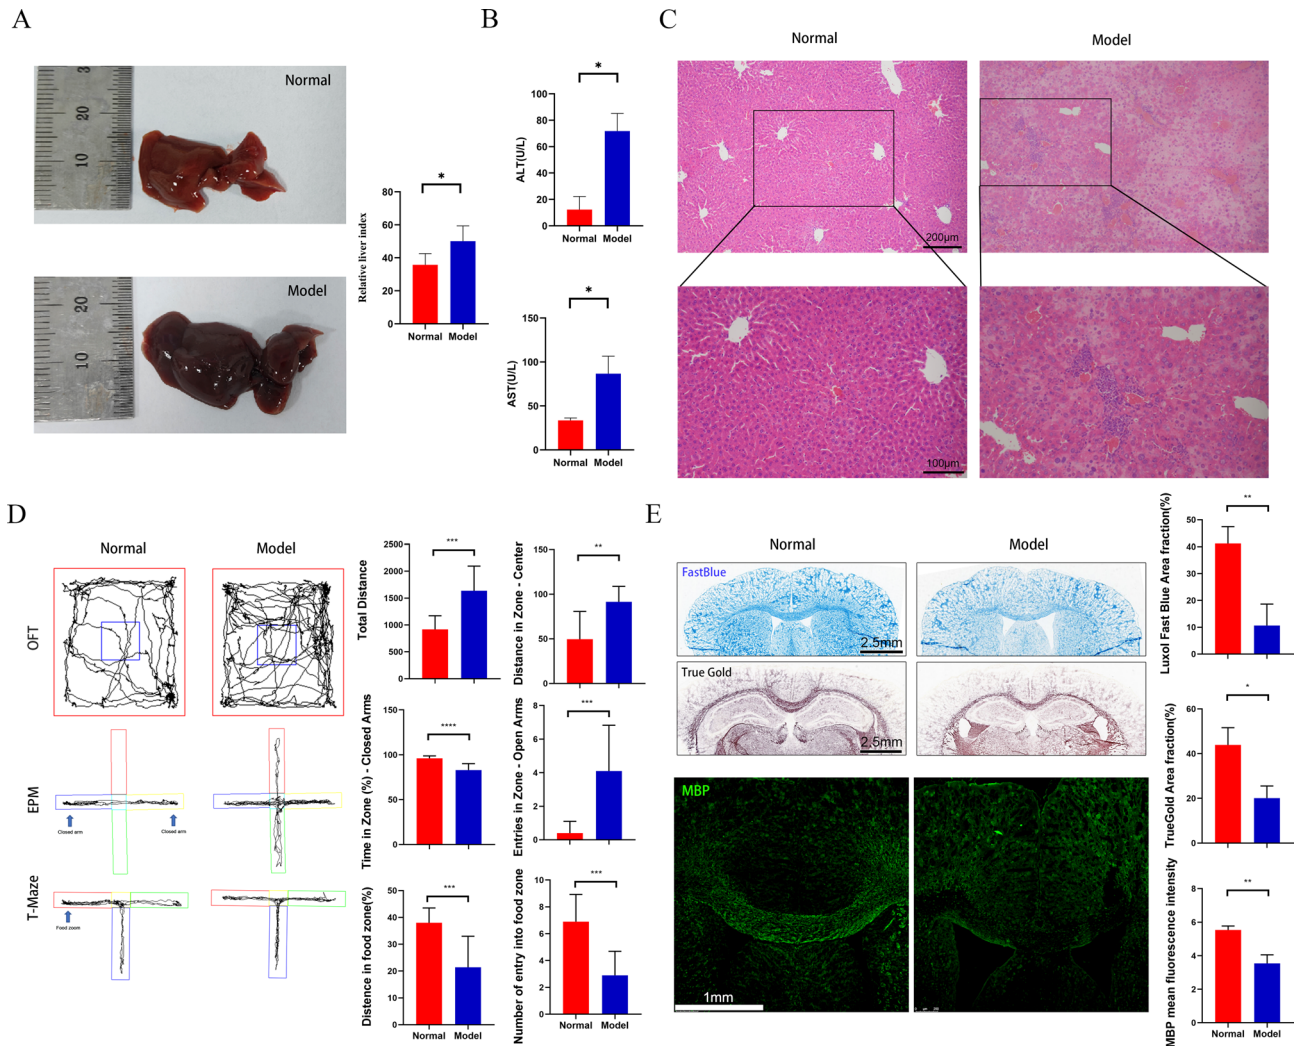 A
Normal
3
20
10
Model
20
10
Relative liver index
80
60
40
20
0
*
Normal
Model
B
ALT(U/L)
100
80
60
40
20
0
*
Normal
Model
AST(U/L)
150
100
50
0
*
Normal
Model
C
Normal
Model
200μm
100μm
D
Normal
Model
OFT
EPM
Closed arm
Closed arm
T-Maze
Food zoom
Total Distance
2500
2000
1500
1000
500
0
***
Distance in Zone - Center
150
100
50
0
**
Time in Zone (%) - Closed Arms
150
100
50
0
****
Entries in Zone - Open Arms
8
6
4
2
0
***
Distence in food zone(%)
50
40
30
20
10
0
***
Normal
Model
Number of entry into food zone
10
8
6
4
2
0
***
Normal
Model
E
Normal
Model
FastBlue
2.5mm
True Gold
2.5mm
MBP
1mm
Luxol Fast Blue Area fraction(%)
50
40
30
20
10
0
**
TrueGold Area fraction(%)
60
40
20
0
*
MBP mean fluorescence intensity
8
6
4
2
0
**
Normal
Model